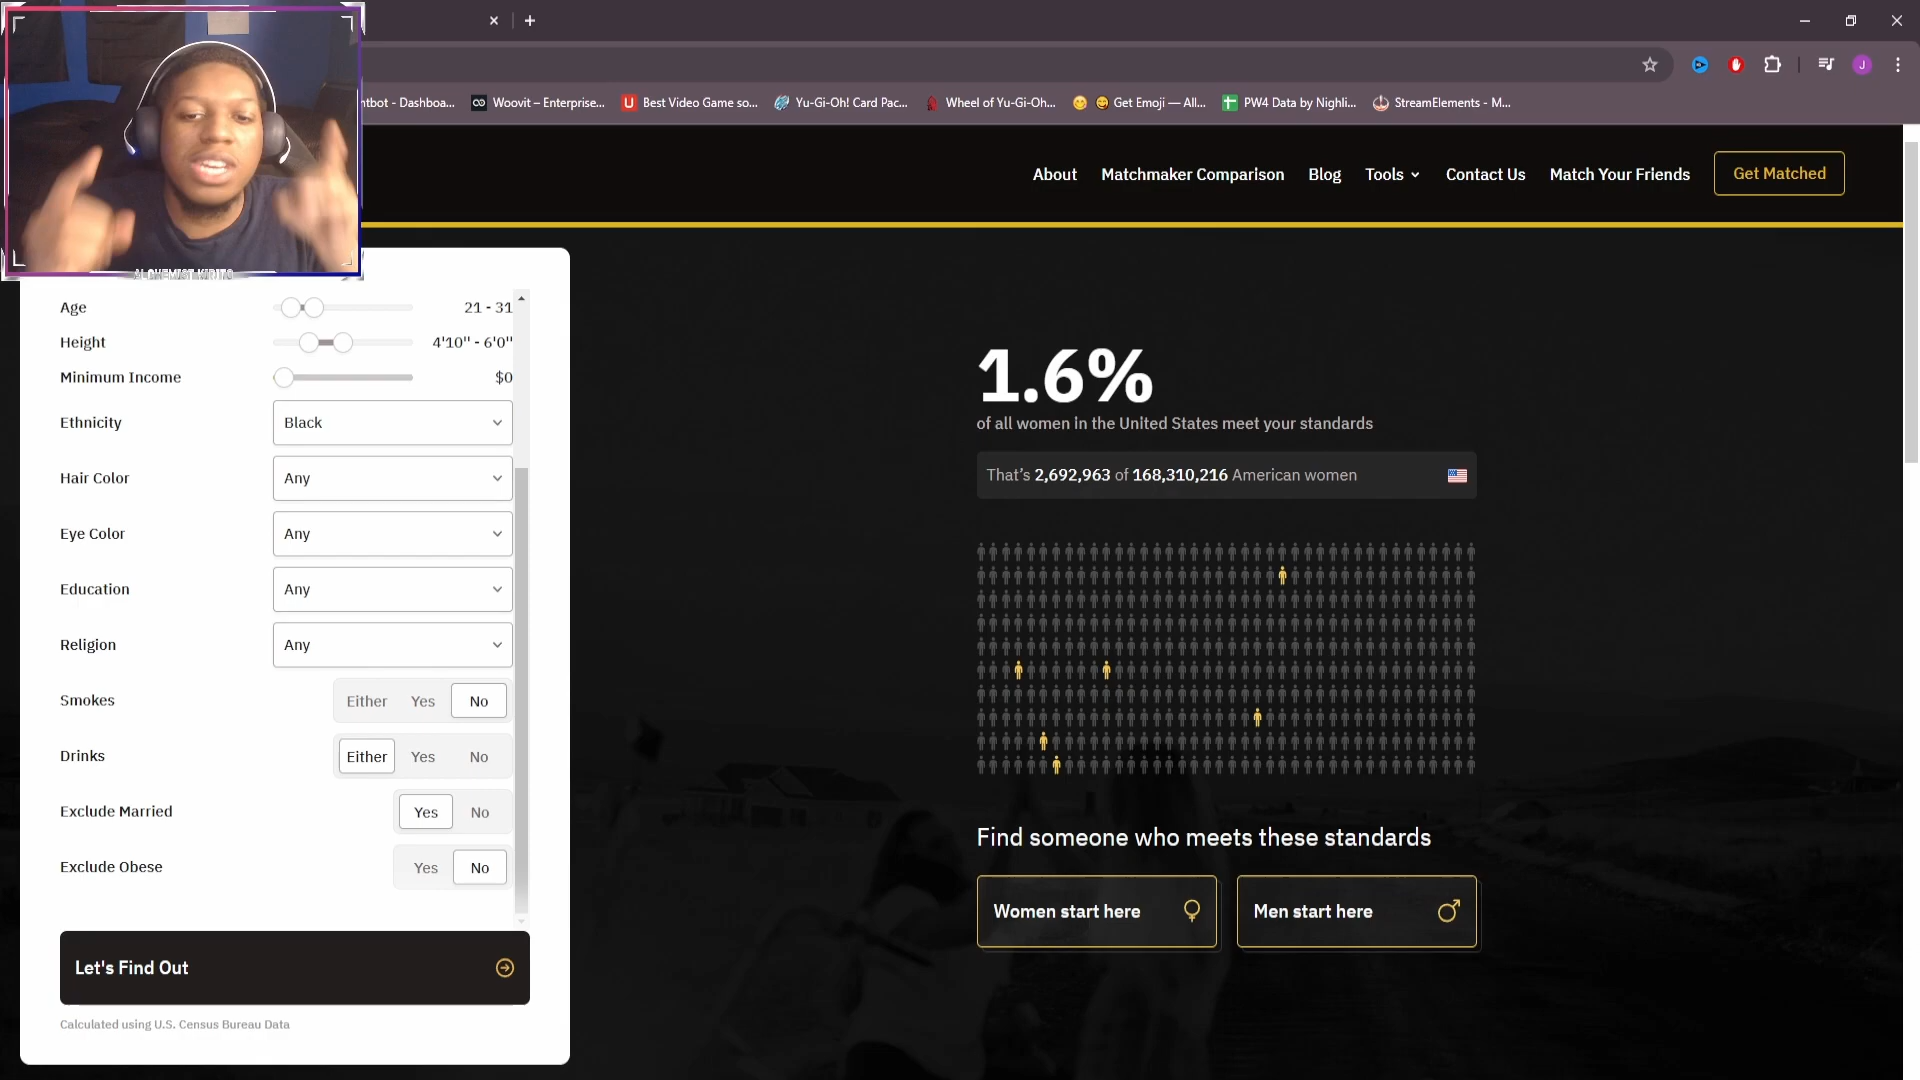 ntbot - Dashboa...
Woovit – Enterprise...
Best Video Game so...
Yu-Gi-Oh! Card Pac...
Wheel of Yu-Gi-Oh...
Get Emoji — All...
PW4 Data by Nighli...
StreamElements - M...
J
About
Matchmaker Comparison
Blog
Tools
Contact Us
Match Your Friends
Get Matched
ALCHEMIST KIRITO
Age
21 - 31
Height
4'10'' - 6'0''
Minimum Income
$0
Ethnicity
Black
Hair Color
Any
Eye Color
Any
Education
Any
Religion
Any
Smokes
Either Yes No
Drinks
Either Yes No
Exclude Married
Yes No
Exclude Obese
Yes No
Let's Find Out
Calculated using U.S. Census Bureau Data
1.6%
of all women in the United States meet your standards
That's 2,692,963 of 168,310,216 American women
Find someone who meets these standards
Women start here
Men start here